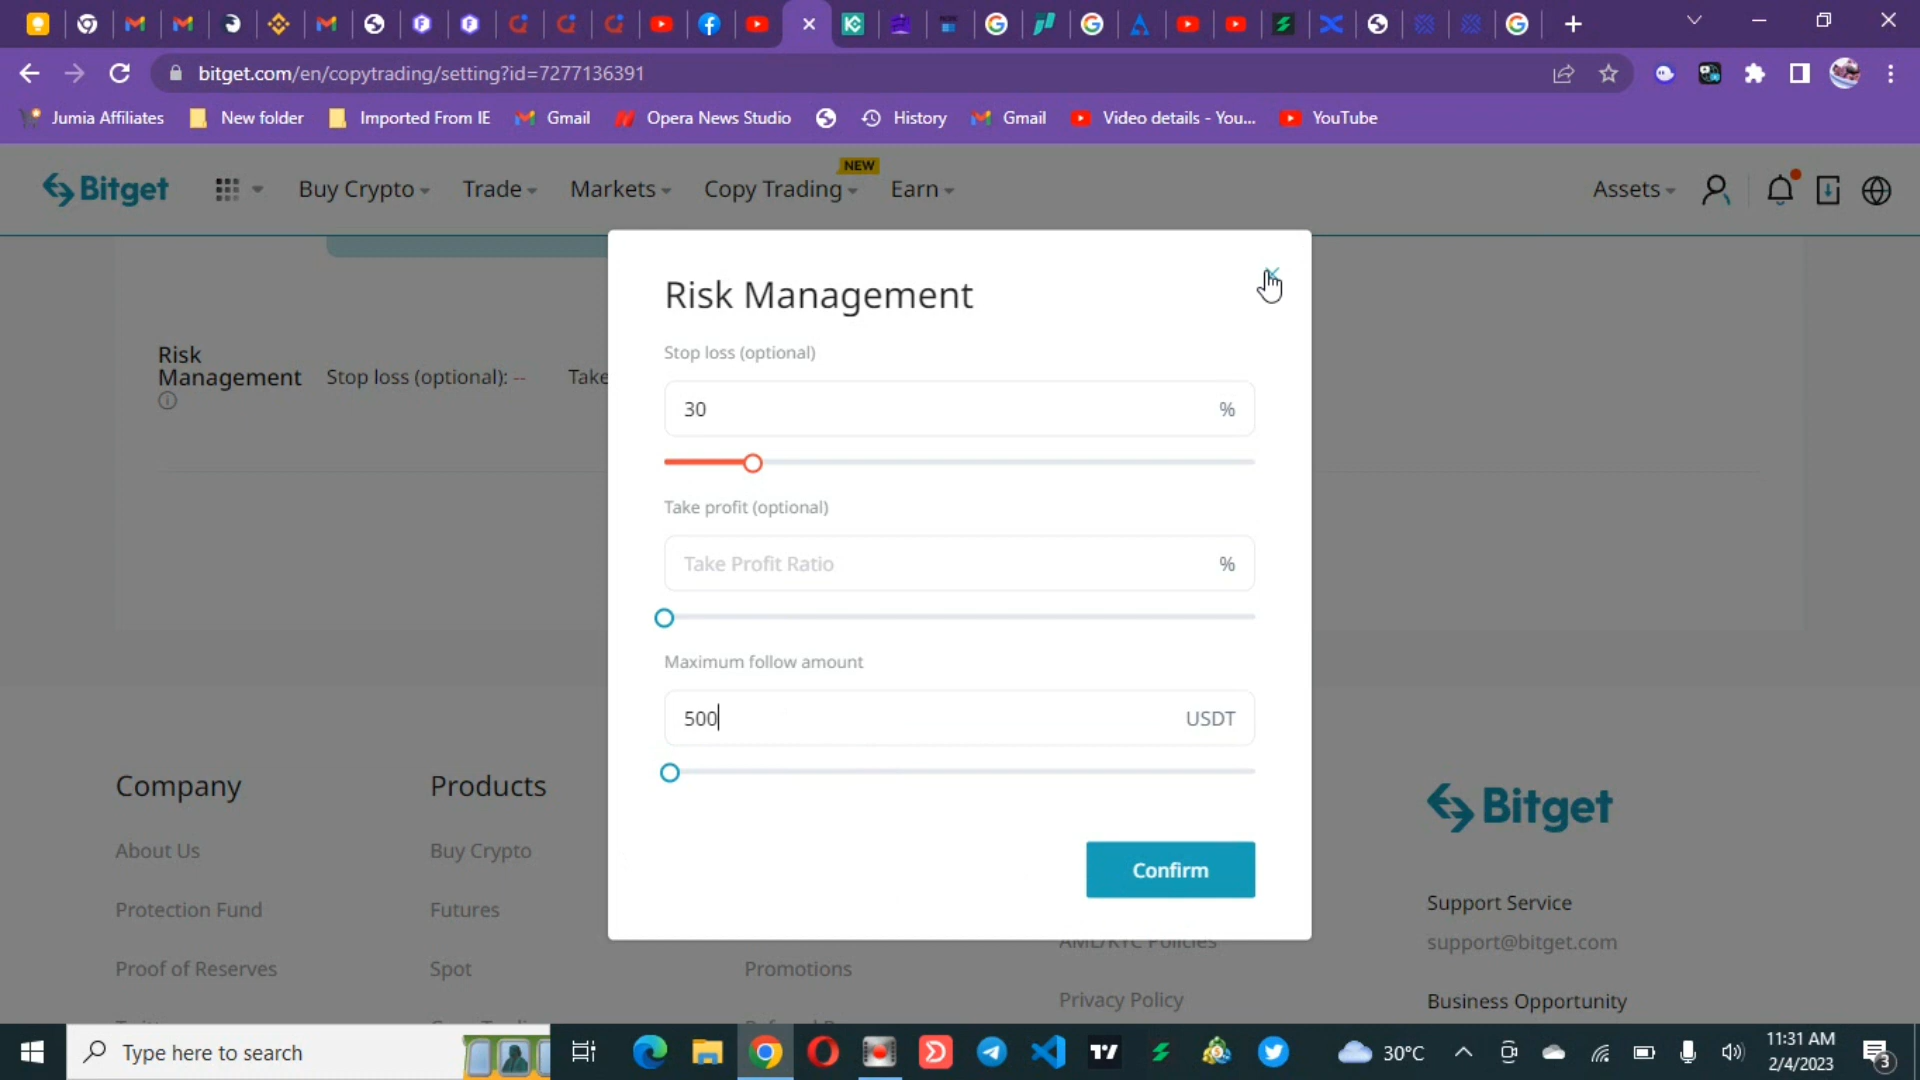 bitget.com/en/copytrading/setting?id=7277136391
Jumia Affiliates New folder Imported From IE Gmail Opera News Studio History Gmail Video details - You... YouTube
NEW
Bitget Buy Crypto Trade Markets Copy Trading Earn Assets
Risk Management
Stop loss (optional)
30 %
Take profit (optional)
Take Profit Ratio %
Maximum follow amount
500 USDT
Confirm
Risk
Management
Stop loss (optional): -- Take
Company
About Us
Protection Fund
Proof of Reserves
Products
Buy Crypto
Futures
Spot
Promotions
AML/KYC Policies
Privacy Policy
Bitget
Support Service
support@bitget.com
Business Opportunity
Type here to search
30°C
11:31 AM
2/4/2023
3